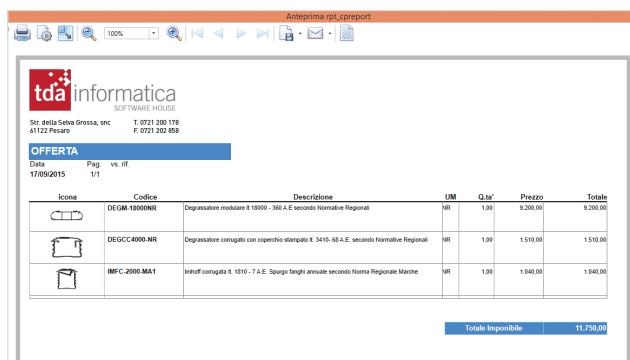 Anteprima rpt_cpreport
100%
tda informatica
SOFTWARE HOUSE
Str. della Selva Grossa, snc T. 0721 200 178
61122 Pesaro F. 0721 202 858
OFFERTA
Data Pag. vs. rif.
17/09/2015 1/1
icona Codice Descrizione UM Q.ta' Prezzo Totale
DEGM-18000NR Degrassatore modulare lt.18000 - 360 A.E secondo Normative Regionali NR 1,00 9.200,00 9.200,00
DEGCC4000-NR Degrassatore corrugato con coperchio stampato lt. 3410- 68 A.E. secondo Normative Regionali NR 1,00 1.510,00 1.510,00
IMFC-2000-MA1 Imhoff corrugata lt. 1810 - 7 A.E. Spurgo fanghi annuale secondo Norma Regionale Marche NR 1,00 1.040,00 1.040,00
Totale Imponibile 11.750,00